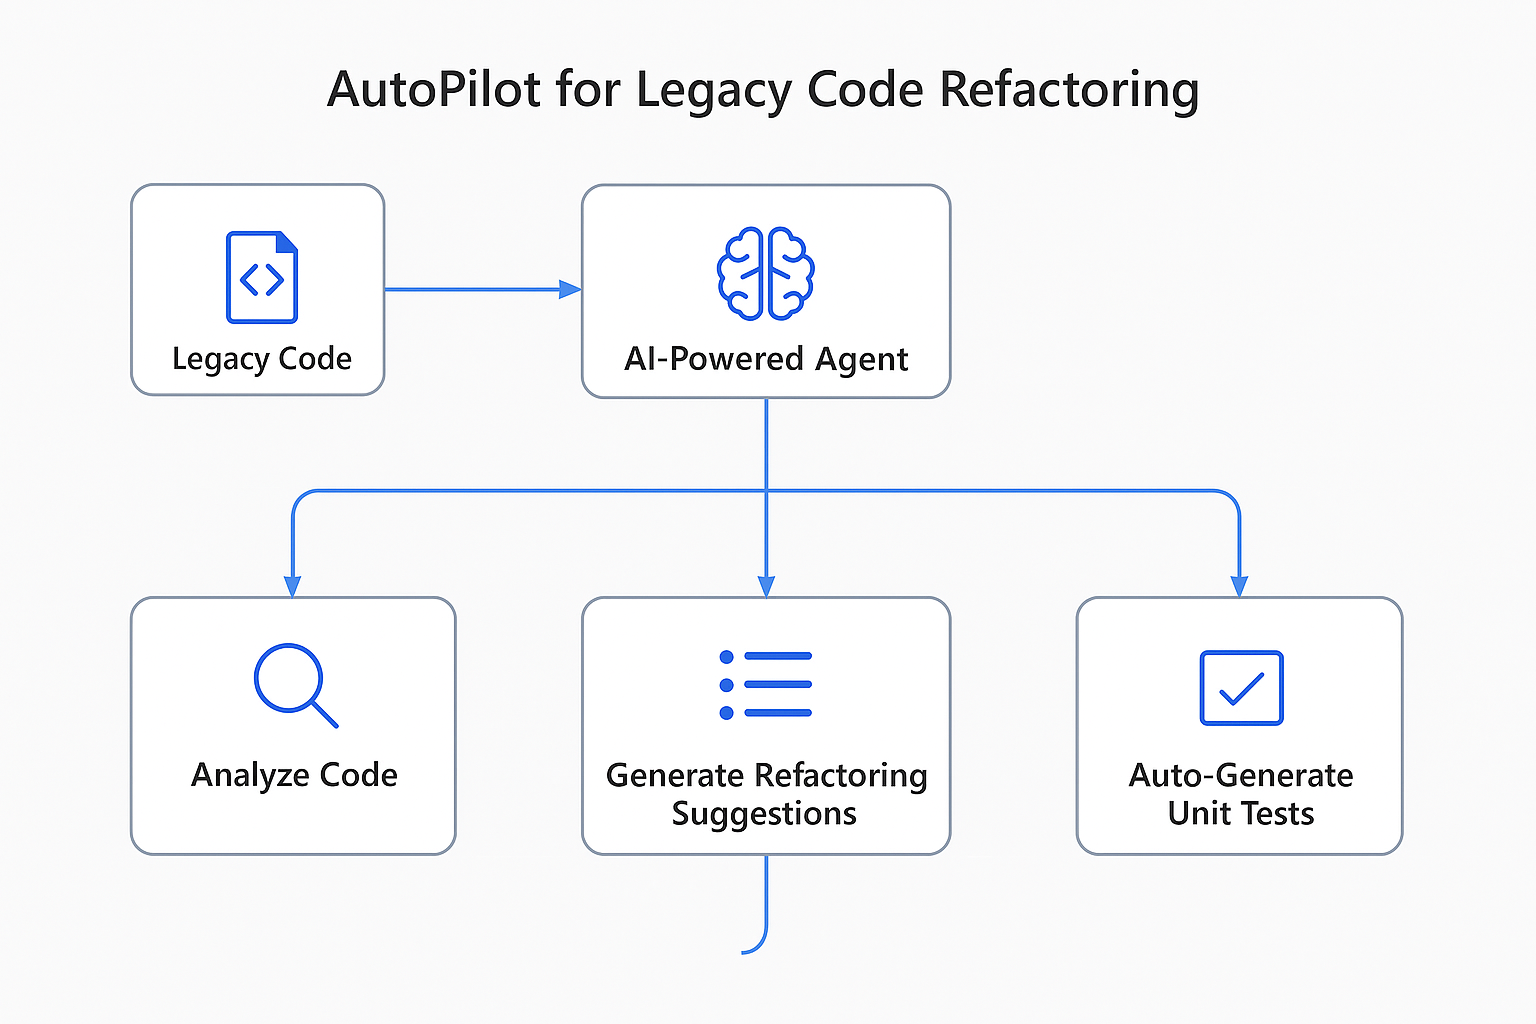 AutoPilot for Legacy Code Refactoring
Legacy Code
AI-Powered Agent
Analyze Code
Generate Refactoring
Suggestions
Auto-Generate
Unit Tests